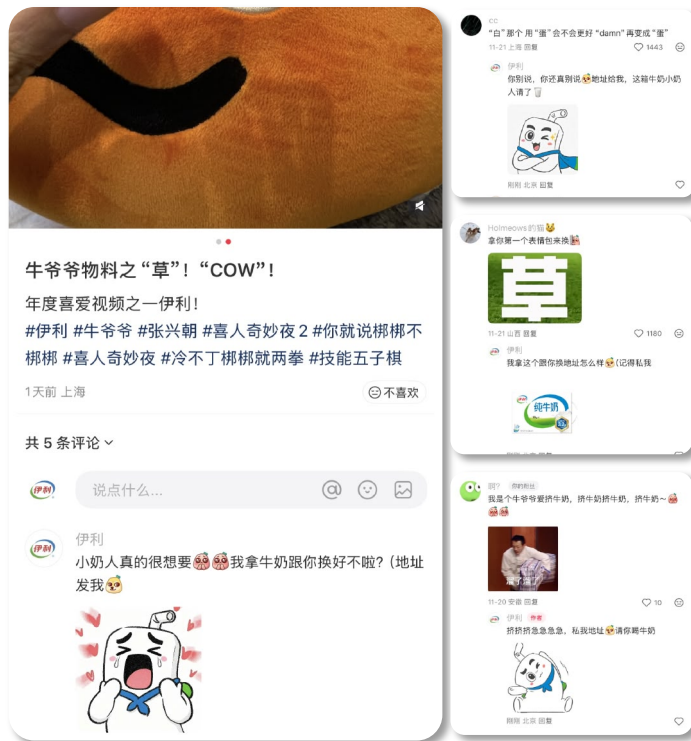 牛爷爷物料之“草”！“COW”！
年度喜爱视频之一伊利！
#伊利 #牛爷爷 #张兴朝 #喜人奇妙夜2 #你就说梆梆不
梆梆 #喜人奇妙夜 #冷不丁梆梆就两拳 #技能五子棋
1天前 上海
不喜欢
共 5 条评论
伊利
说点什么...
伊利
伊利
小奶人真的很想要我拿牛奶跟你换好不啦?（地址
发我
cc
“白”那个 用“蛋”会不会更好“damn”再变成“蛋”
11-21 上海 回复
1443
伊利
你别说，你还真别说地址给我，这箱牛奶小奶
人请了
刚刚 北京 回复
Holmeows的猫
拿你第一个表情包来换
草
11-21 山西 回复
1180
伊利
我拿这个跟你换地址怎么样（记得私我
伊利
纯牛奶
啊? 你的粉丝
我是个牛爷爷爱挤牛奶，挤牛奶挤牛奶，挤牛奶～
溜了溜了
11-20 安徽 回复
10
伊利 作者
挤挤挤急急急急，私我地址请你喝牛奶
刚刚 北京 回复